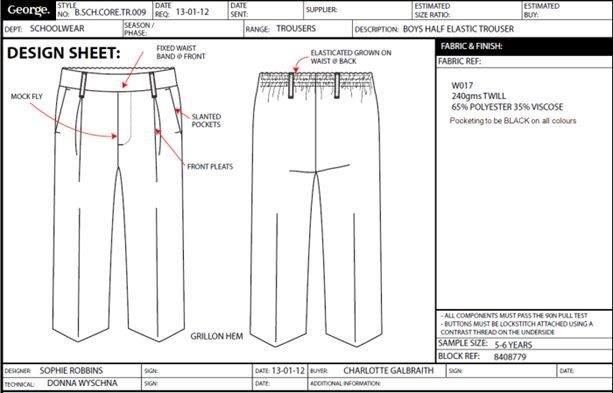 George.
STYLE NO: B.SCH.CORE.TR.009
DATE REQ: 13-01-12
DATE SENT:
SUPPLIER:
ESTIMATED SIZE RATIO:
ESTIMATED BUY:
DEPT: SCHOOLWEAR
SEASON / PHASE:
RANGE: TROUSERS
DESCRIPTION: BOYS HALF ELASTIC TROUSER
DESIGN SHEET:
FIXED WAIST
BAND @ FRONT
ELASTICATED GROWN ON
WAIST @ BACK
MOCK FLY
SLANTED
POCKETS
FRONT PLEATS
GRILLON HEM
FABRIC & FINISH:
FABRIC REF:
W017
240gms TWILL
65% POLYESTER 35% VISCOSE
Pocketing to be BLACK on all colours
- ALL COMPONENTS MUST PASS THE 90N PULL TEST
- BUTTONS MUST BE LOCKSTITCH ATTACHED USING A
CONTRAST THREAD ON THE UNDERSIDE
SAMPLE SIZE: 5-6 YEARS
BLOCK REF: 8408779
DESIGNER: SOPHIE ROBBINS
SIGN:
DATE: 13-01-12
BUYER: CHARLOTTE GALBRAITH
SIGN:
DATE:
TECHNICAL: DONNA WYSCHNA
SIGN:
DATE:
ADDITIONAL INFORMATION: